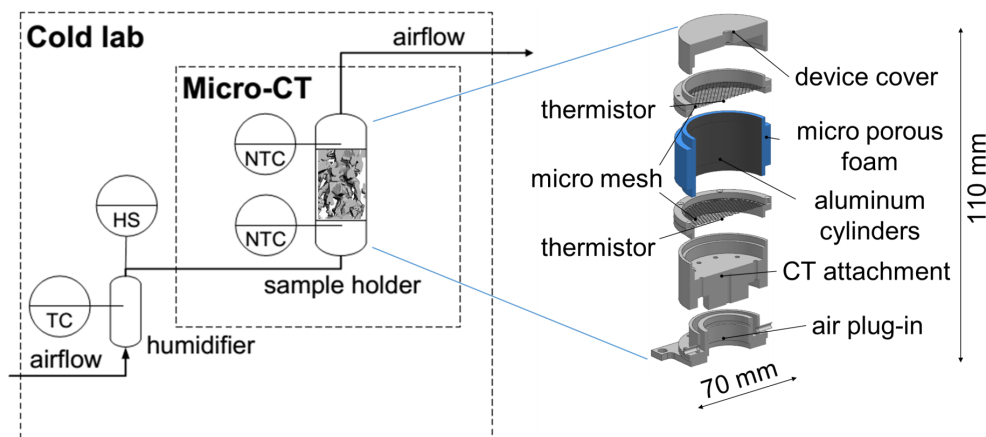 Cold lab
airflow
Micro-CT
NTC
NTC
HS
TC
sample holder
humidifier
airflow
device cover
thermistor
micro porous
foam
micro mesh
aluminum
cylinders
thermistor
CT attachment
air plug-in
110 mm
70 mm